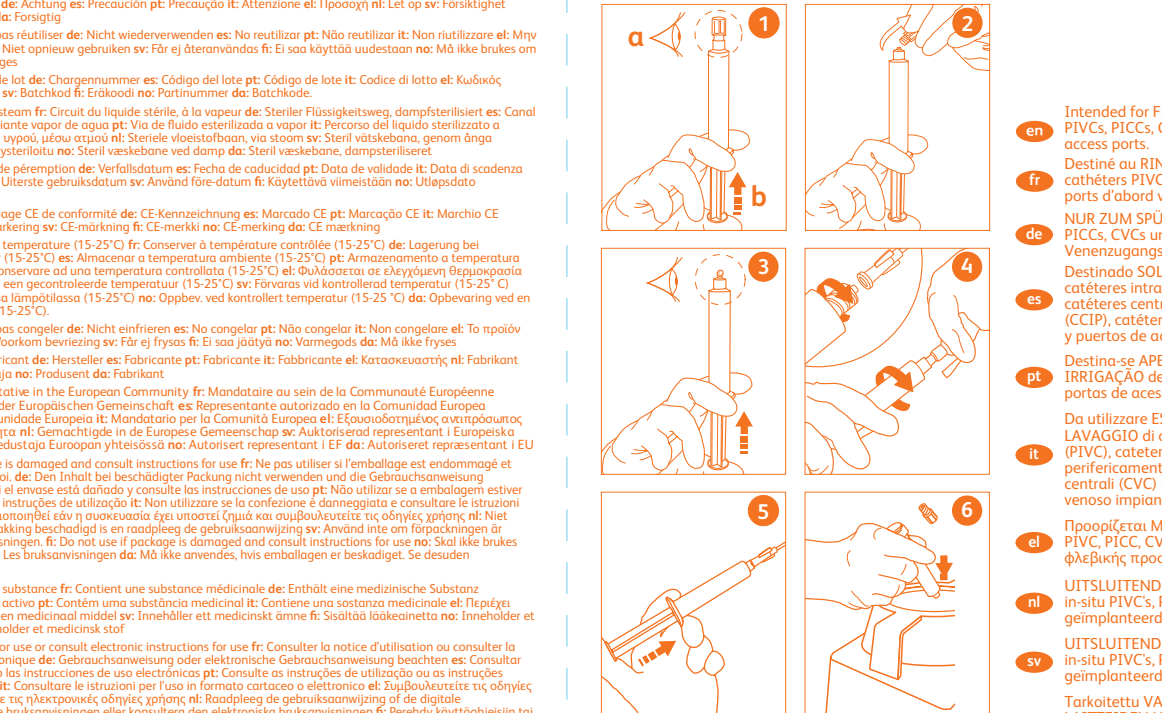 de: Achtung es: Precaución pt: Precaução it: Attenzione el: Προσοχή nl: Let op sv: Försiktighet
da: Forsigtig
pas réutiliser de: Nicht wiederverwenden es: No reutilizar pt: Não reutilizar it: Non riutilizzare el: Μην
Niet opnieuw gebruiken sv: Får ej återanvändas fi: Ei saa käyttää uudestaan no: Må ikke brukes om
de lot de: Chargennummer es: Código del lote pt: Código de lote it: Codice di lotto el: Κωδικός
sv: Batchkod fi: Eräkoodi no: Partinummer da: Batchkode.
steam fr: Circuit du liquide stérile, à la vapeur de: Steriler Flüssigkeitsweg, dampfsterilisiert es: Canal
vapor de agua pt: Via de fluido esterilizada a vapor it: Percorso del liquido sterilizzato a
υγρού, μέσω ατμού nl: Steriele vloeistofbaan, via stoom sv: Steril vätskebana, genom ånga
no: Steril væskebane ved damp da: Steril væskebane, dampsteriliseret
de péremption de: Verfallsdatum es: Fecha de caducidad pt: Data de validade it: Data di scadenza
Uiterste gebruiksdatum sv: Använd före-datum fi: Käytettävä viimeistään no: Utløpsdato
CE de conformité de: CE-Kennzeichnung es: Marcado CE pt: Marcação CE it: Marchio CE
sv: CE-märkning fi: CE-merkki no: CE-merking da: CE mærkning
temperature (15-25°C) fr: Conserver à température contrôlée (15-25°C) de: Lagerung bei
(15-25°C) es: Almacenar a temperatura ambiente (15-25°C) pt: Armazenamento a temperatura
onservare ad una temperatura controllata (15-25°C) el: Φυλάσσεται σε ελεγχόμενη θερμοκρασία
een gecontroleerde temperatuur (15-25°C) sv: Förvaras vid kontrollerad temperatur (15-25° C)
lämpötilassa (15-25°C) no: Oppbev. ved kontrollert temperatur (15-25 °C) da: Opbevaring ved en
15-25°C).
pas congeler de: Nicht einfrieren es: No congelar pt: Não congelar it: Non congelare el: Το προϊόν
Voorkom bevriezing sv: Får ej frysas fi: Ei saa jäätyä no: Varmegods da: Må ikke fryses
ricant de: Hersteller es: Fabricante pt: Fabricante it: Fabbricante el: Κατασκευαστής nl: Fabrikant
no: Produsent da: Fabrikant
tative in the European Community fr: Mandataire au sein de la Communauté Européenne
der Europäischen Gemeinschaft es: Representante autorizado en la Comunidad Europea
unidade Europeia it: Mandatario per la Comunità Europea el: Εξουσιοδοτημένος αντιπρόσωπος
nl: Gemachtigde in de Europese Gemeenschap sv: Auktoriserad representant i Europeiska
edustaja Euroopan yhteisössä no: Autorisert representant i EF da: Autoriseret repræsentant i EU
e is damaged and consult instructions for use fr: Ne pas utiliser si l'emballage est endommagé et
oi. de: Den Inhalt bei beschädigter Packung nicht verwenden und die Gebrauchsanweisung
i el envase está dañado y consulte las instrucciones de uso pt: Não utilizar se a embalagem estiver
instruções de utilização it: Non utilizzare se la confezione è danneggiata e consultare le istruzioni
οποιηθεί εάν η συσκευασία έχει υποστεί ζημιά και συμβουλευτείτε τις οδηγίες χρήσης nl: Niet
akking beschadigd is en raadpleeg de gebruiksaanwijzing sv: Använd inte om förpackningen är
sningen. fi: Do not use if package is damaged and consult instructions for use no: Skal ikke brukes
Les bruksanvisningen da: Må ikke anvendes, hvis emballagen er beskadiget. Se desuden
substance fr: Contient une substance médicinale de: Enthält eine medizinische Substanz
activo pt: Contém uma substância medicinal it: Contiene una sostanza medicinale el: Περιέχει
en medicinaal middel sv: Innehåller ett medicinskt ämne fi: Sisältää lääkeainetta no: Inneholder et
holder et medicinsk stof
or use or consult electronic instructions for use fr: Consulter la notice d'utilisation ou consulter la
onique de: Gebrauchsanweisung oder elektronische Gebrauchsanweisung beachten es: Consultar
o las instrucciones de uso electrónicas pt: Consulte as instruções de utilização ou as instruções
it: Consultare le istruzioni per l'uso in formato cartaceo o elettronico el: Συμβουλευτείτε τις οδηγίες
ε τις ηλεκτρονικές οδηγίες χρήσης nl: Raadpleeg de gebruiksaanwijzing of de digitale
bruksanvisningen eller konsultera den elektroniska bruksanvisningen fi: Perehdy käyttöohjeisiin tai
1
a
b
2
3
4
5
6
en
Intended for F
PIVCs, PICCs, C
access ports.
fr
Destiné au RIN
cathéters PIVC
ports d'abord v
de
NUR ZUM SPÜ
PICCs, CVCs un
Venenzugangs
es
Destinado SOL
catéteres intra
catéteres centr
(CCIP), catéter
y puertos de ac
pt
Destina-se APE
IRRIGAÇÃO de
portas de aces
it
Da utilizzare ES
LAVAGGIO di c
(PIVC), cateter
perifericament
centrali (CVC)
venoso impian
el
Προορίζεται Μ
PIVC, PICC, CV
φλεβικής προσ
nl
UITSLUITEND
in-situ PIVC's, P
geïmplanteerd
sv
UITSLUITEND
in-situ PIVC's, P
geïmplanteerd
Tarkoitettu VA